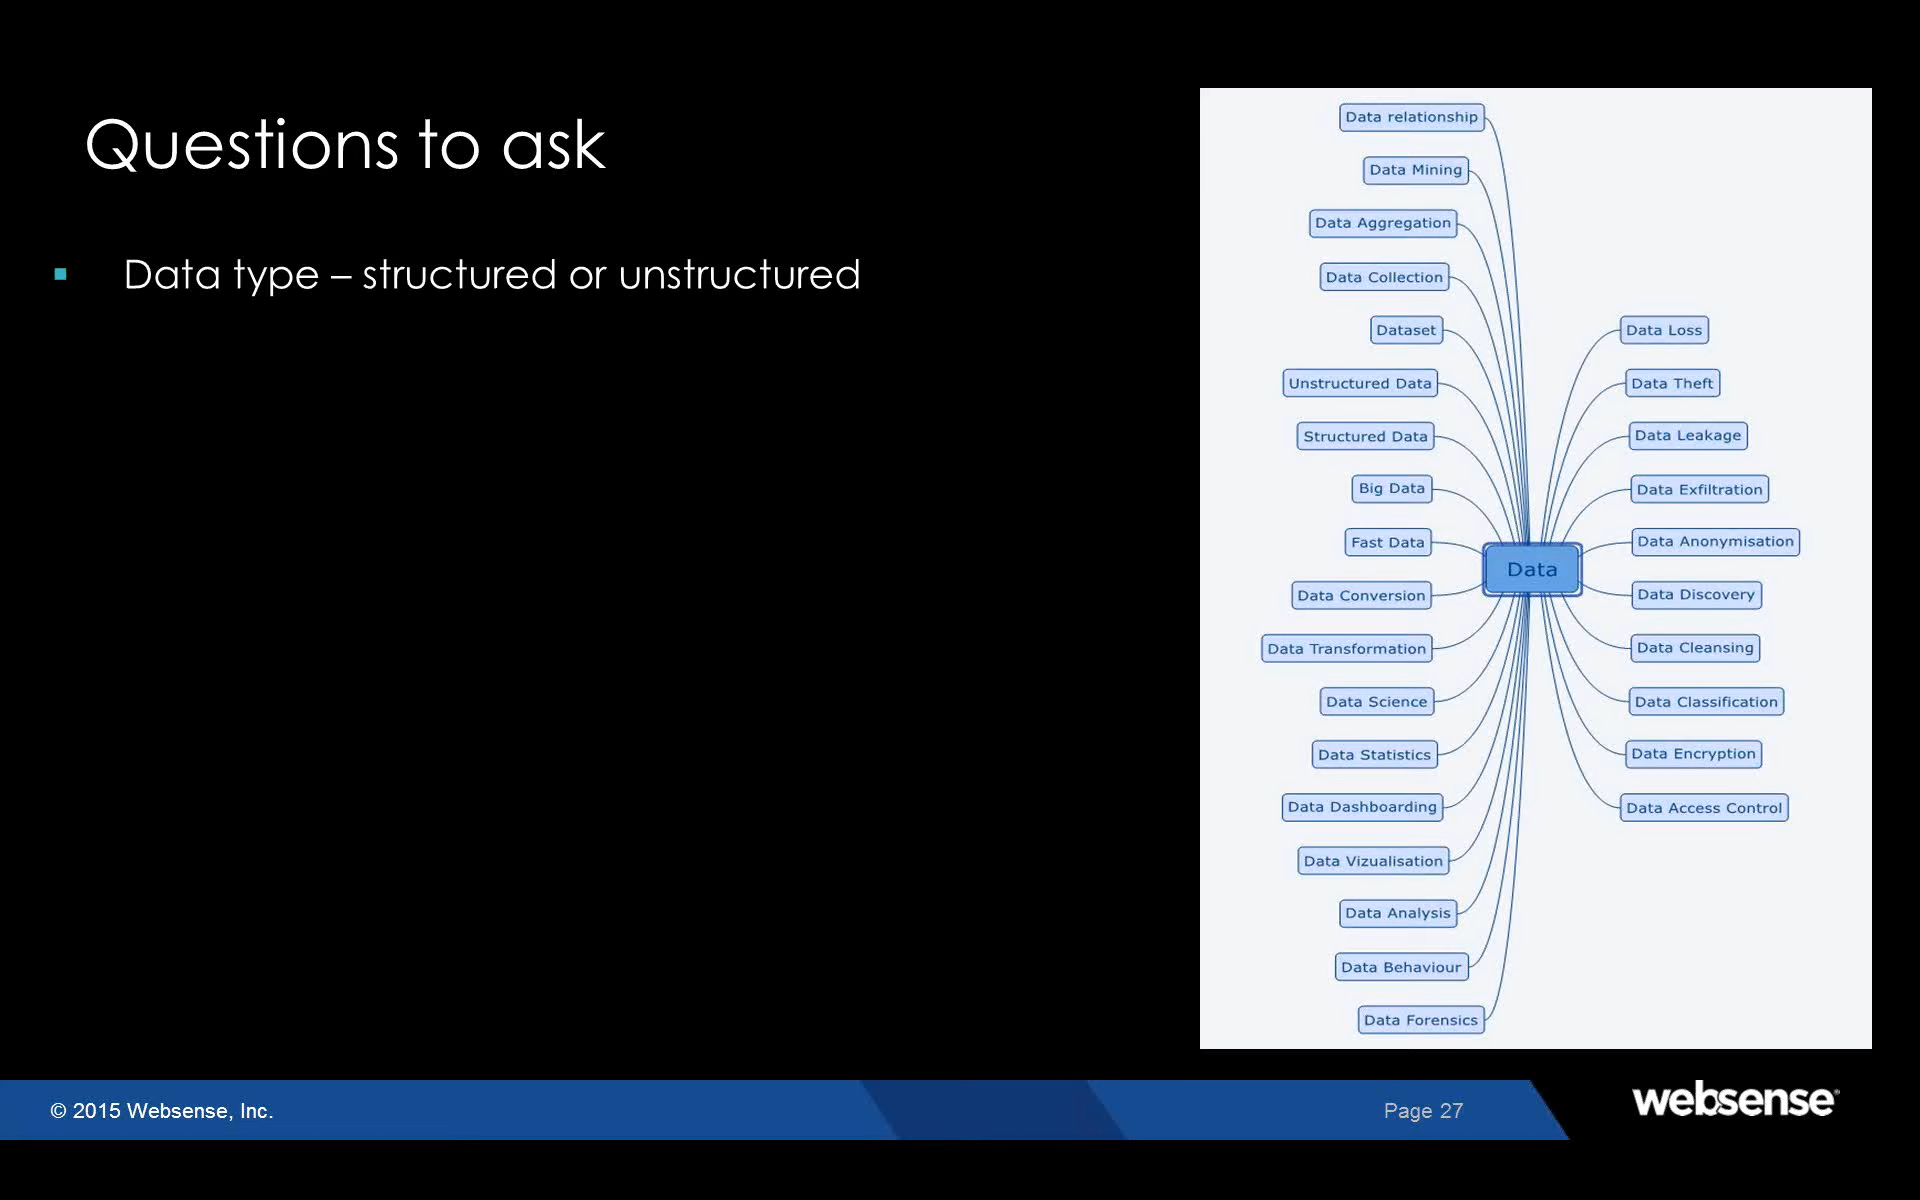 Questions to ask
▪ Data type – structured or unstructured
Data relationship
Data Mining
Data Aggregation
Data Collection
Dataset
Unstructured Data
Structured Data
Big Data
Fast Data
Data Conversion
Data Transformation
Data Science
Data Statistics
Data Dashboarding
Data Vizualisation
Data Analysis
Data Behaviour
Data Forensics
Data
Data Loss
Data Theft
Data Leakage
Data Exfiltration
Data Anonymisation
Data Discovery
Data Cleansing
Data Classification
Data Encryption
Data Access Control
© 2015 Websense, Inc.
Page 27
websense